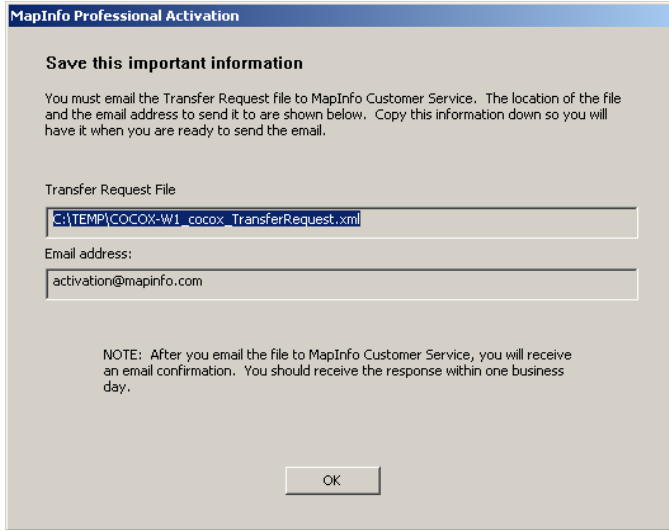 MapInfo Professional Activation
Save this important information
You must email the Transfer Request file to MapInfo Customer Service.  The location of the file
and the email address to send it to are shown below.  Copy this information down so you will
have it when you are ready to send the email.
Transfer Request File
C:\TEMP\COCOX-W1_cocox_TransferRequest.xml
Email address:
activation@mapinfo.com
NOTE:  After you email the file to MapInfo Customer Service, you will receive
an email confirmation.  You should receive the response within one business
day.
OK